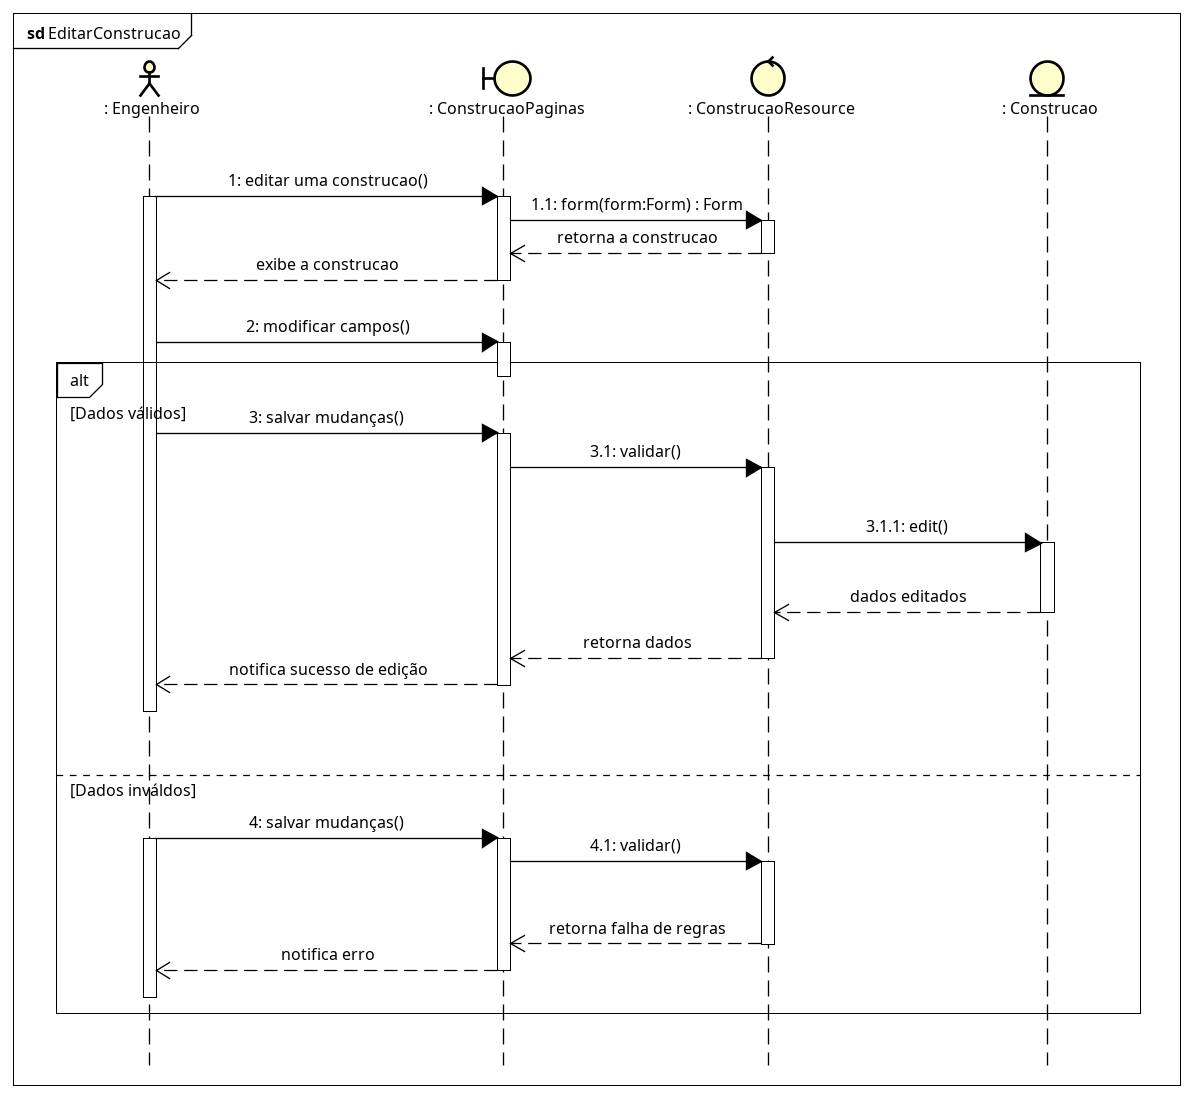 sd EditarConstrucao
: Engenheiro
: ConstrucaoPaginas
: ConstrucaoResource
: Construcao
1: editar uma construcao()
1.1: form(form:Form) : Form
retorna a construcao
exibe a construcao
2: modificar campos()
alt
[Dados válidos]
3: salvar mudanças()
3.1: validar()
3.1.1: edit()
dados editados
retorna dados
notifica sucesso de edição
[Dados inváldos]
4: salvar mudanças()
4.1: validar()
retorna falha de regras
notifica erro